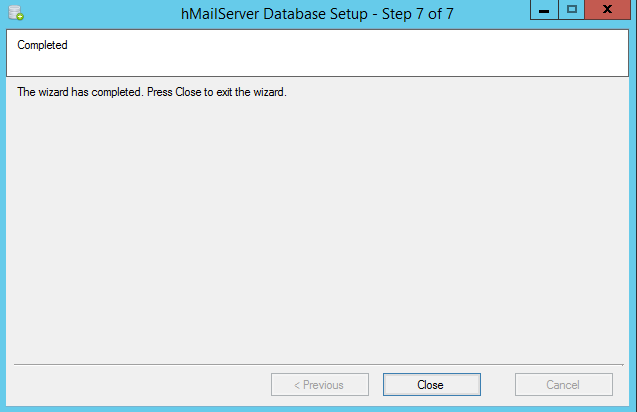 hMailServer Database Setup - Step 7 of 7
Completed
The wizard has completed. Press Close to exit the wizard.
< Previous
Close
Cancel